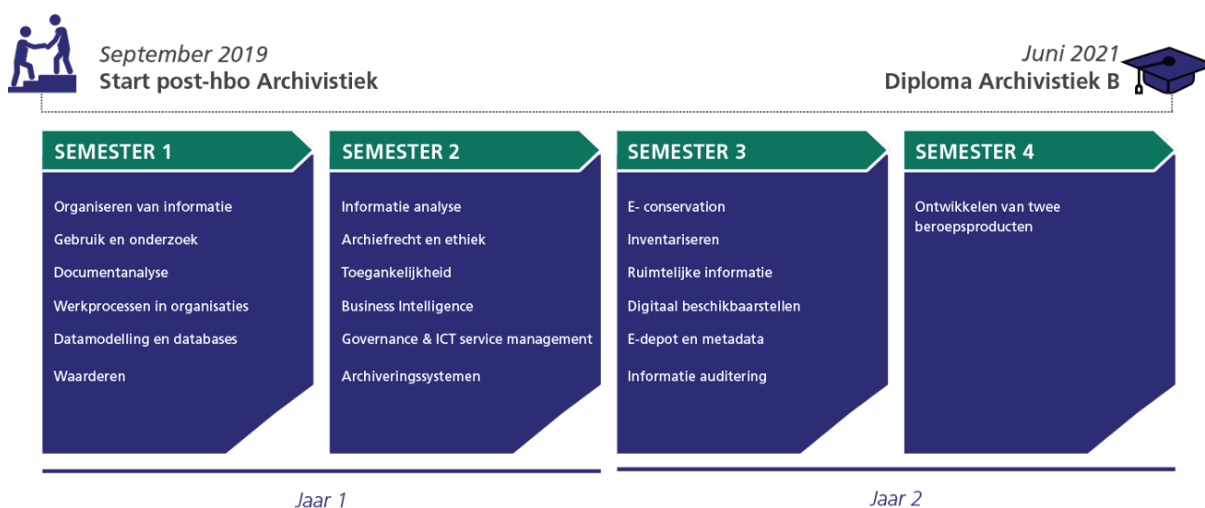 September 2019
Start post-hbo Archivistiek
Juni 2021
Diploma Archivistiek B
SEMESTER 1
Organiseren van informatie
Gebruik en onderzoek
Documentanalyse
Werkprocessen in organisaties
Datamodelling en databases
Waarderen
SEMESTER 2
Informatie analyse
Archiefrecht en ethiek
Toegankelijkheid
Business Intelligence
Governance & ICT service management
Archiveringssystemen
SEMESTER 3
E- conservation
Inventariseren
Ruimtelijke informatie
Digitaal beschikbaarstellen
E-depot en metadata
Informatie auditering
SEMESTER 4
Ontwikkelen van twee
beroepsproducten
Jaar 1
Jaar 2